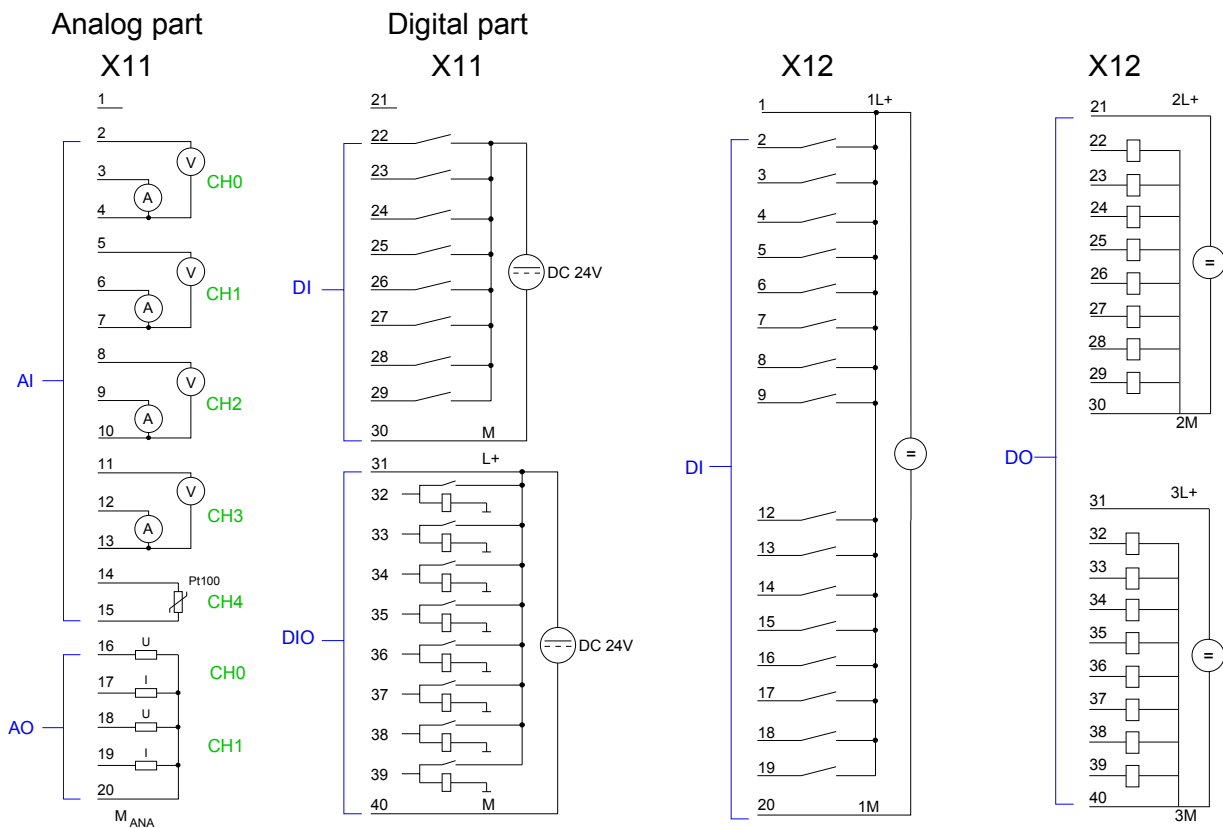 Analog part
X11
1
2
V
3
CH0
A
4
5
V
6
CH1
A
7
8
V
AI
9
CH2
A
10
11
V
12
CH3
A
13
14
Pt100
CH4
15
16
U
CH0
17
I
AO
18
U
CH1
19
I
20
M ANA
Digital part
X11
21
22
23
24
25
DC 24V
DI
26
27
28
29
30
M
31
L+
32
33
34
35
DIO
DC 24V
36
37
38
39
40
M
X12
1
1L+
2
3
4
5
6
7
8
9
DI
=
12
13
14
15
16
17
18
19
20
1M
X12
21
2L+
22
23
24
25
=
26
27
28
29
30
2M
DO
31
3L+
32
33
34
35
=
36
37
38
39
40
3M